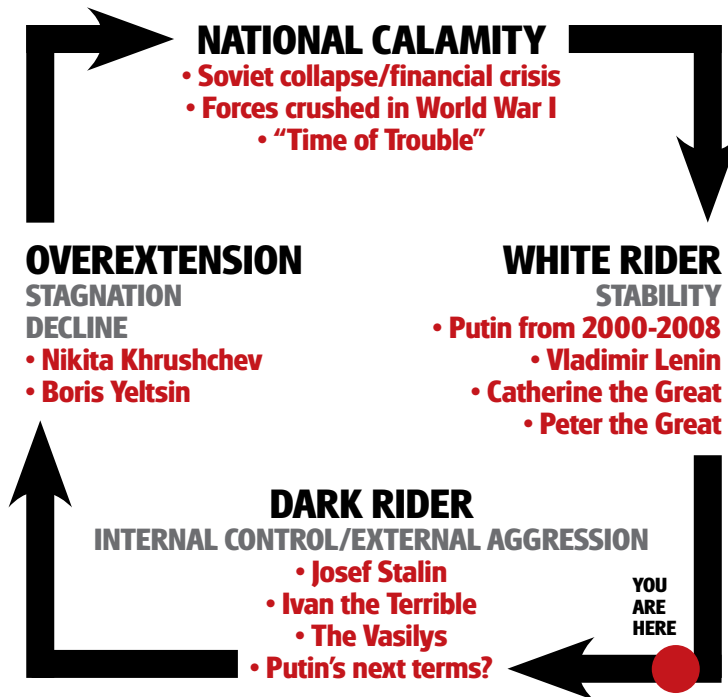 NATIONAL CALAMITY
• Soviet collapse/financial crisis
• Forces crushed in World War I
• “Time of Trouble”
OVEREXTENSION
STAGNATION
DECLINE
• Nikita Khrushchev
• Boris Yeltsin
WHITE RIDER
STABILITY
• Putin from 2000-2008
• Vladimir Lenin
• Catherine the Great
• Peter the Great
DARK RIDER
INTERNAL CONTROL/EXTERNAL AGGRESSION
• Josef Stalin
• Ivan the Terrible
• The Vasilys
• Putin’s next terms?
YOU
ARE
HERE